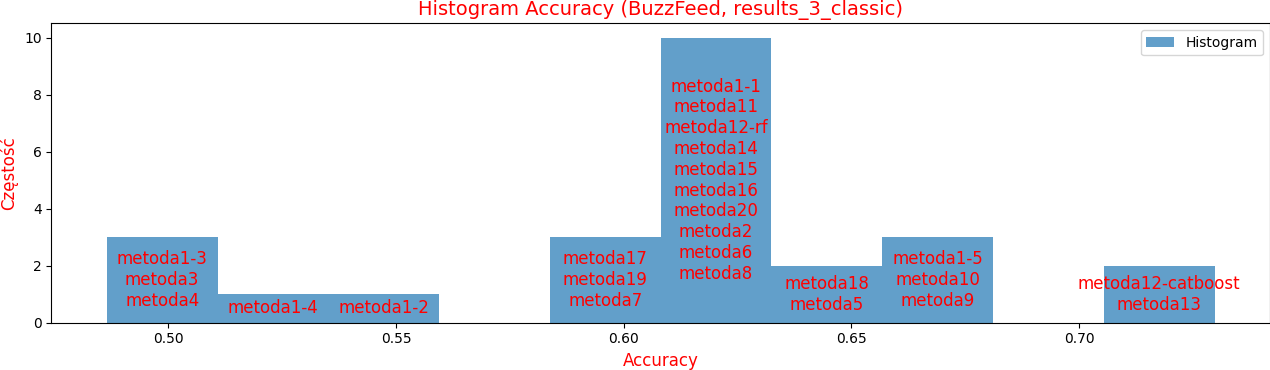 Histogram Accuracy (BuzzFeed, results_3_classic)
Histogram
Częstość
10
8
6
4
2
0
metoda1-3
metoda3
metoda4
metoda1-4
metoda1-2
metoda17
metoda19
metoda7
metoda1-1
metoda11
metoda12-rf
metoda14
metoda15
metoda16
metoda20
metoda2
metoda6
metoda8
metoda18
metoda5
metoda1-5
metoda10
metoda9
metoda12-catboost
metoda13
0.50
0.55
0.60
0.65
0.70
Accuracy